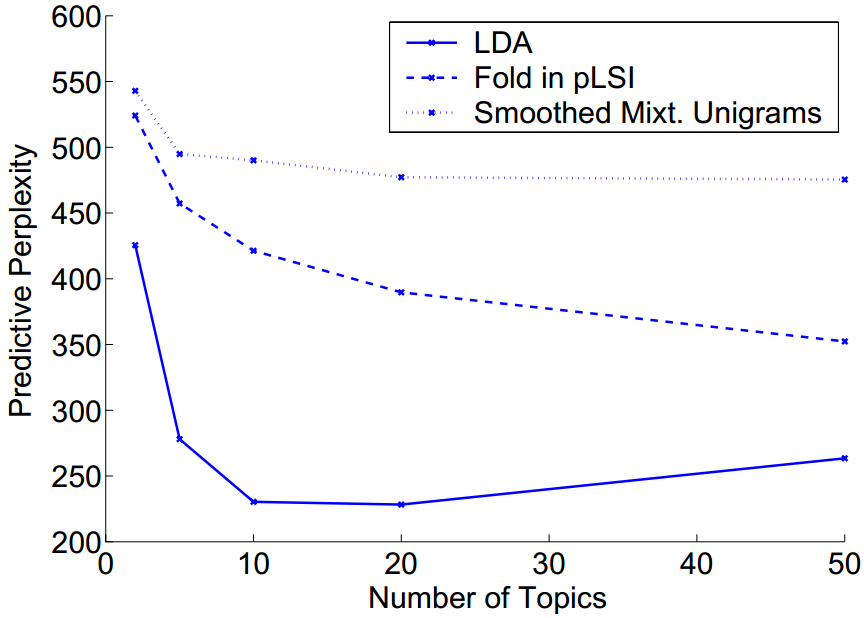 600
550
500
450
400
350
300
250
200
Predictive Perplexity
LDA
Fold in pLSI
Smoothed Mixt. Unigrams
0 10 20 30 40 50
Number of Topics